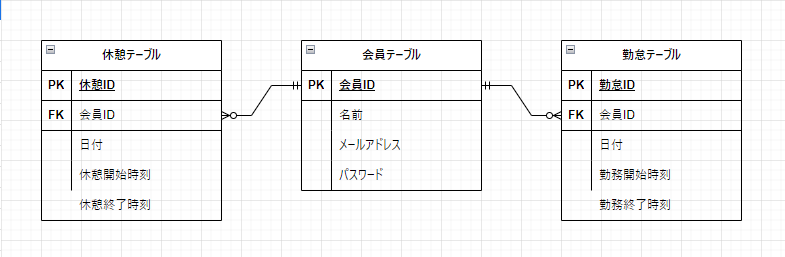 休憩テーブル
PK 休憩ID
FK 会員ID
日付
休憩開始時刻
休憩終了時刻
会員テーブル
PK 会員ID
名前
メールアドレス
パスワード
勤怠テーブル
PK 勤怠ID
FK 会員ID
日付
勤務開始時刻
勤務終了時刻